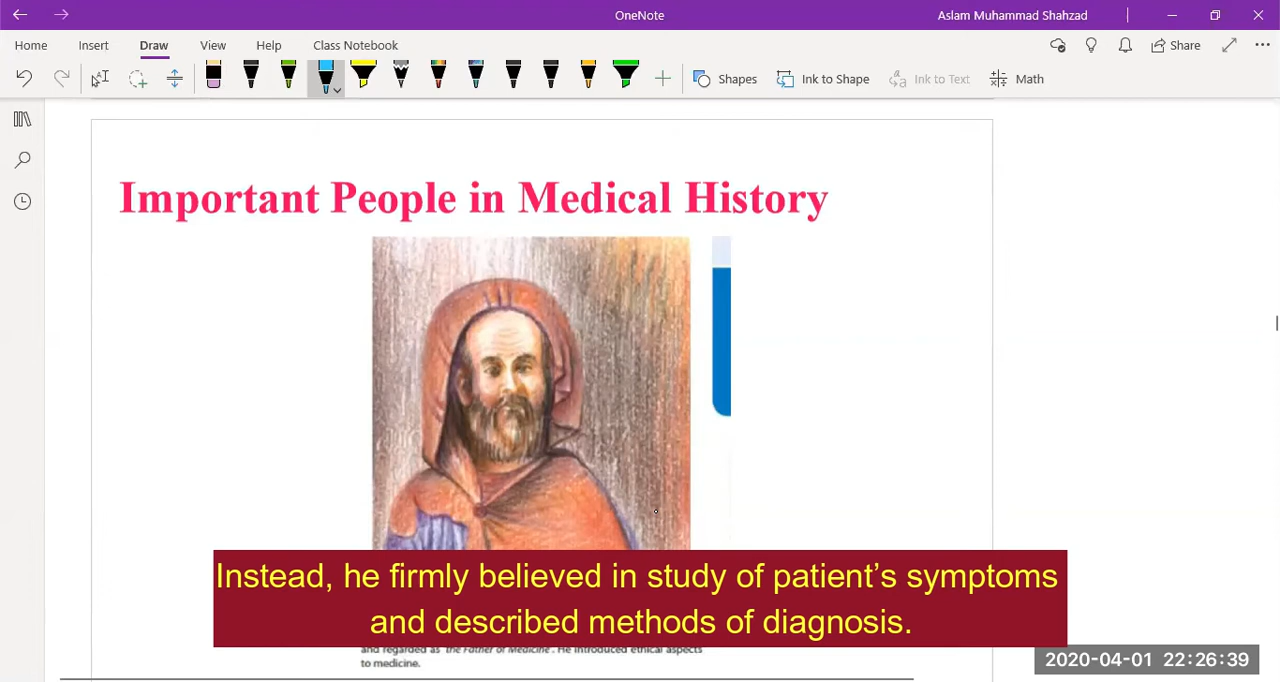 OneNote
Aslam Muhammad Shahzad
Home Insert Draw View Help Class Notebook
Share
Shapes Ink to Shape Ink to Text Math
Important People in Medical History
Instead, he firmly believed in study of patient’s symptoms
and described methods of diagnosis.
and regarded as 'the Father of Medicine'. He introduced ethical aspects
to medicine.
2020-04-01 22:26:39